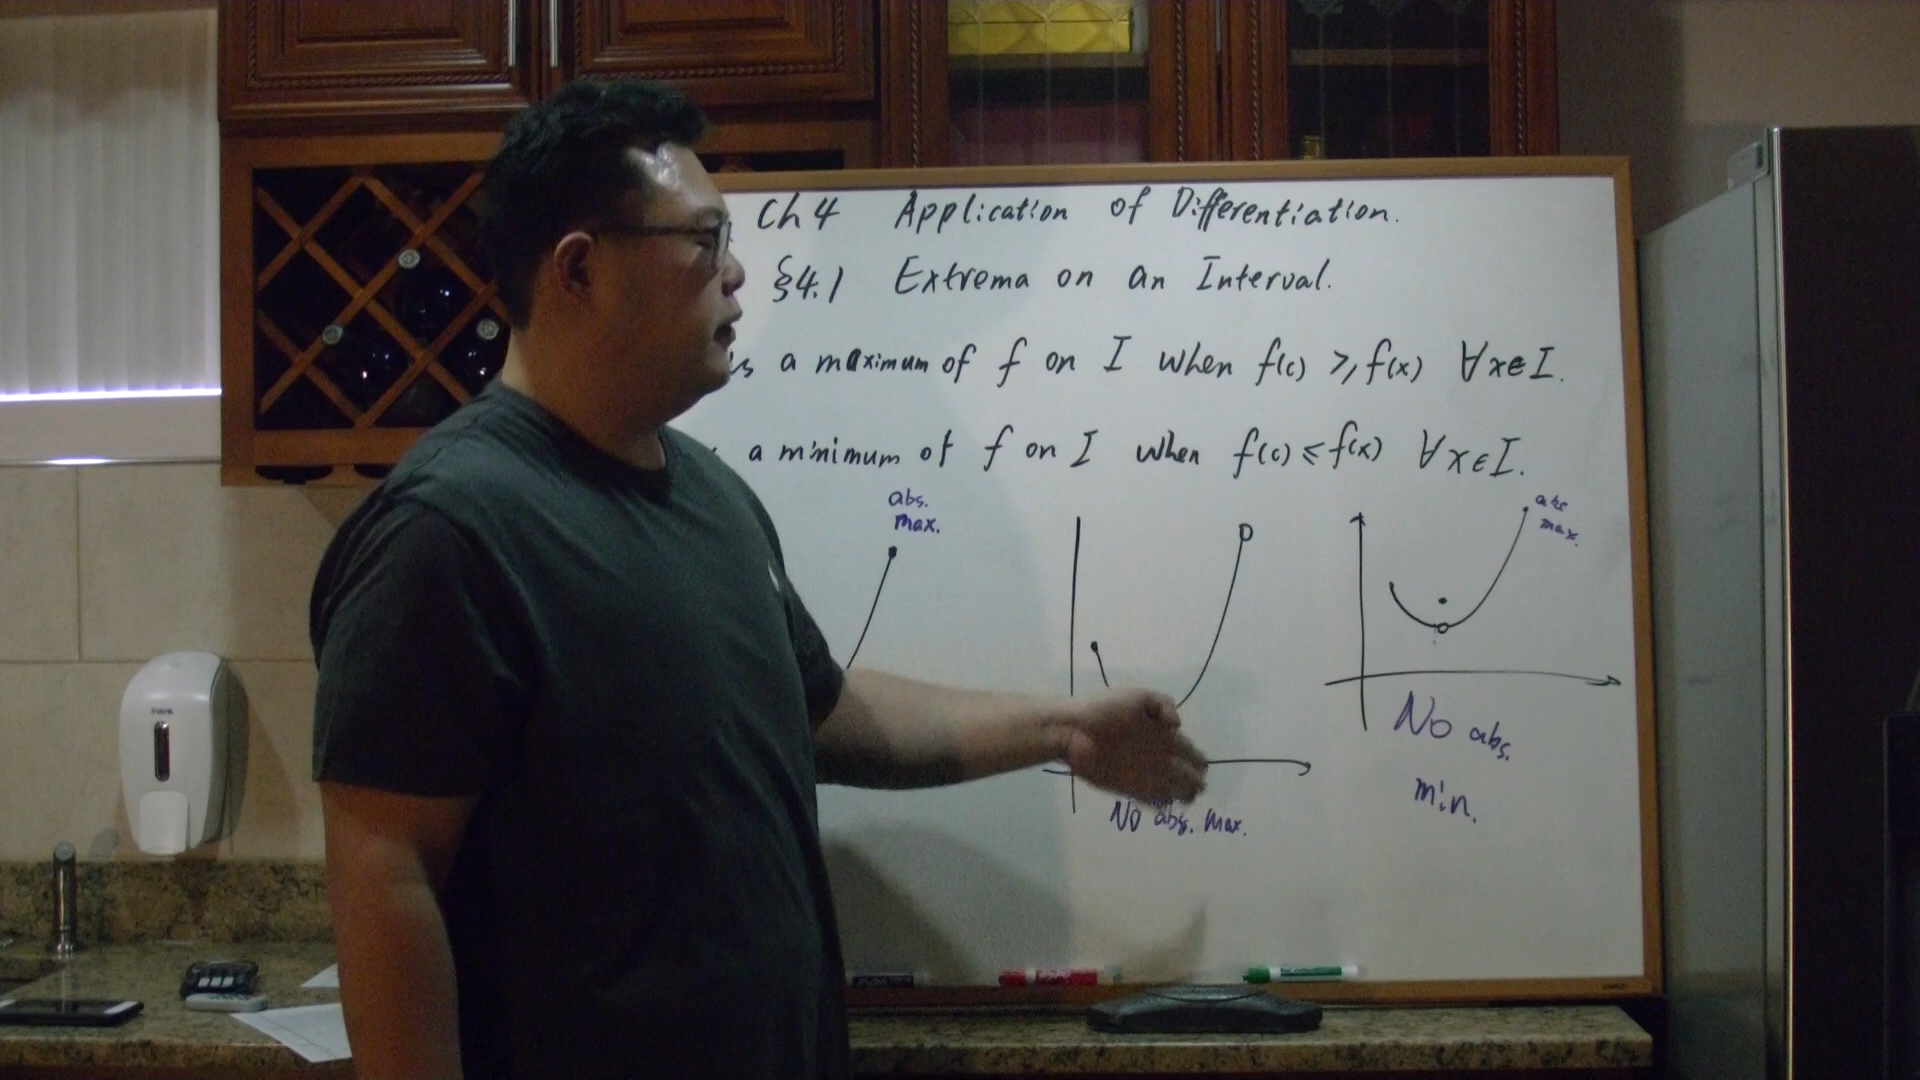 Ch 4 Application of Differentiation.
§4.1 Extrema on an Interval.
a maximum of f on I when f(c) ≥ f(x) ∀x∈I.
a minimum of f on I when f(c) ≤ f(x) ∀x∈I.
abs.
max.
abs
max.
No abs. max.
No abs.
min.